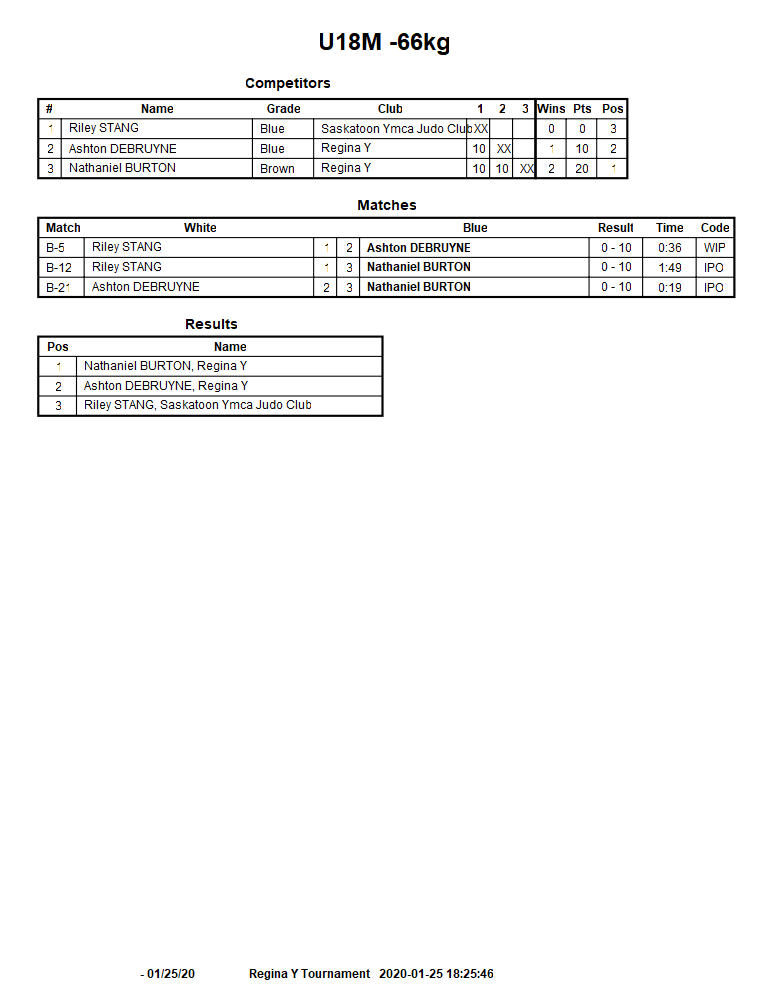 U18M -66kg
Competitors
# Name Grade Club 1 2 3 Wins Pts Pos
1 Riley STANG Blue Saskatoon Ymca Judo Club XX 0 0 3
2 Ashton DEBRUYNE Blue Regina Y 10 XX 1 10 2
3 Nathaniel BURTON Brown Regina Y 10 10 XX 2 20 1
Matches
Match White Blue Result Time Code
B-5 Riley STANG 1 2 Ashton DEBRUYNE 0 - 10 0:36 WIP
B-12 Riley STANG 1 3 Nathaniel BURTON 0 - 10 1:49 IPO
B-21 Ashton DEBRUYNE 2 3 Nathaniel BURTON 0 - 10 0:19 IPO
Results
Pos Name
1 Nathaniel BURTON, Regina Y
2 Ashton DEBRUYNE, Regina Y
3 Riley STANG, Saskatoon Ymca Judo Club
- 01/25/20 Regina Y Tournament 2020-01-25 18:25:46